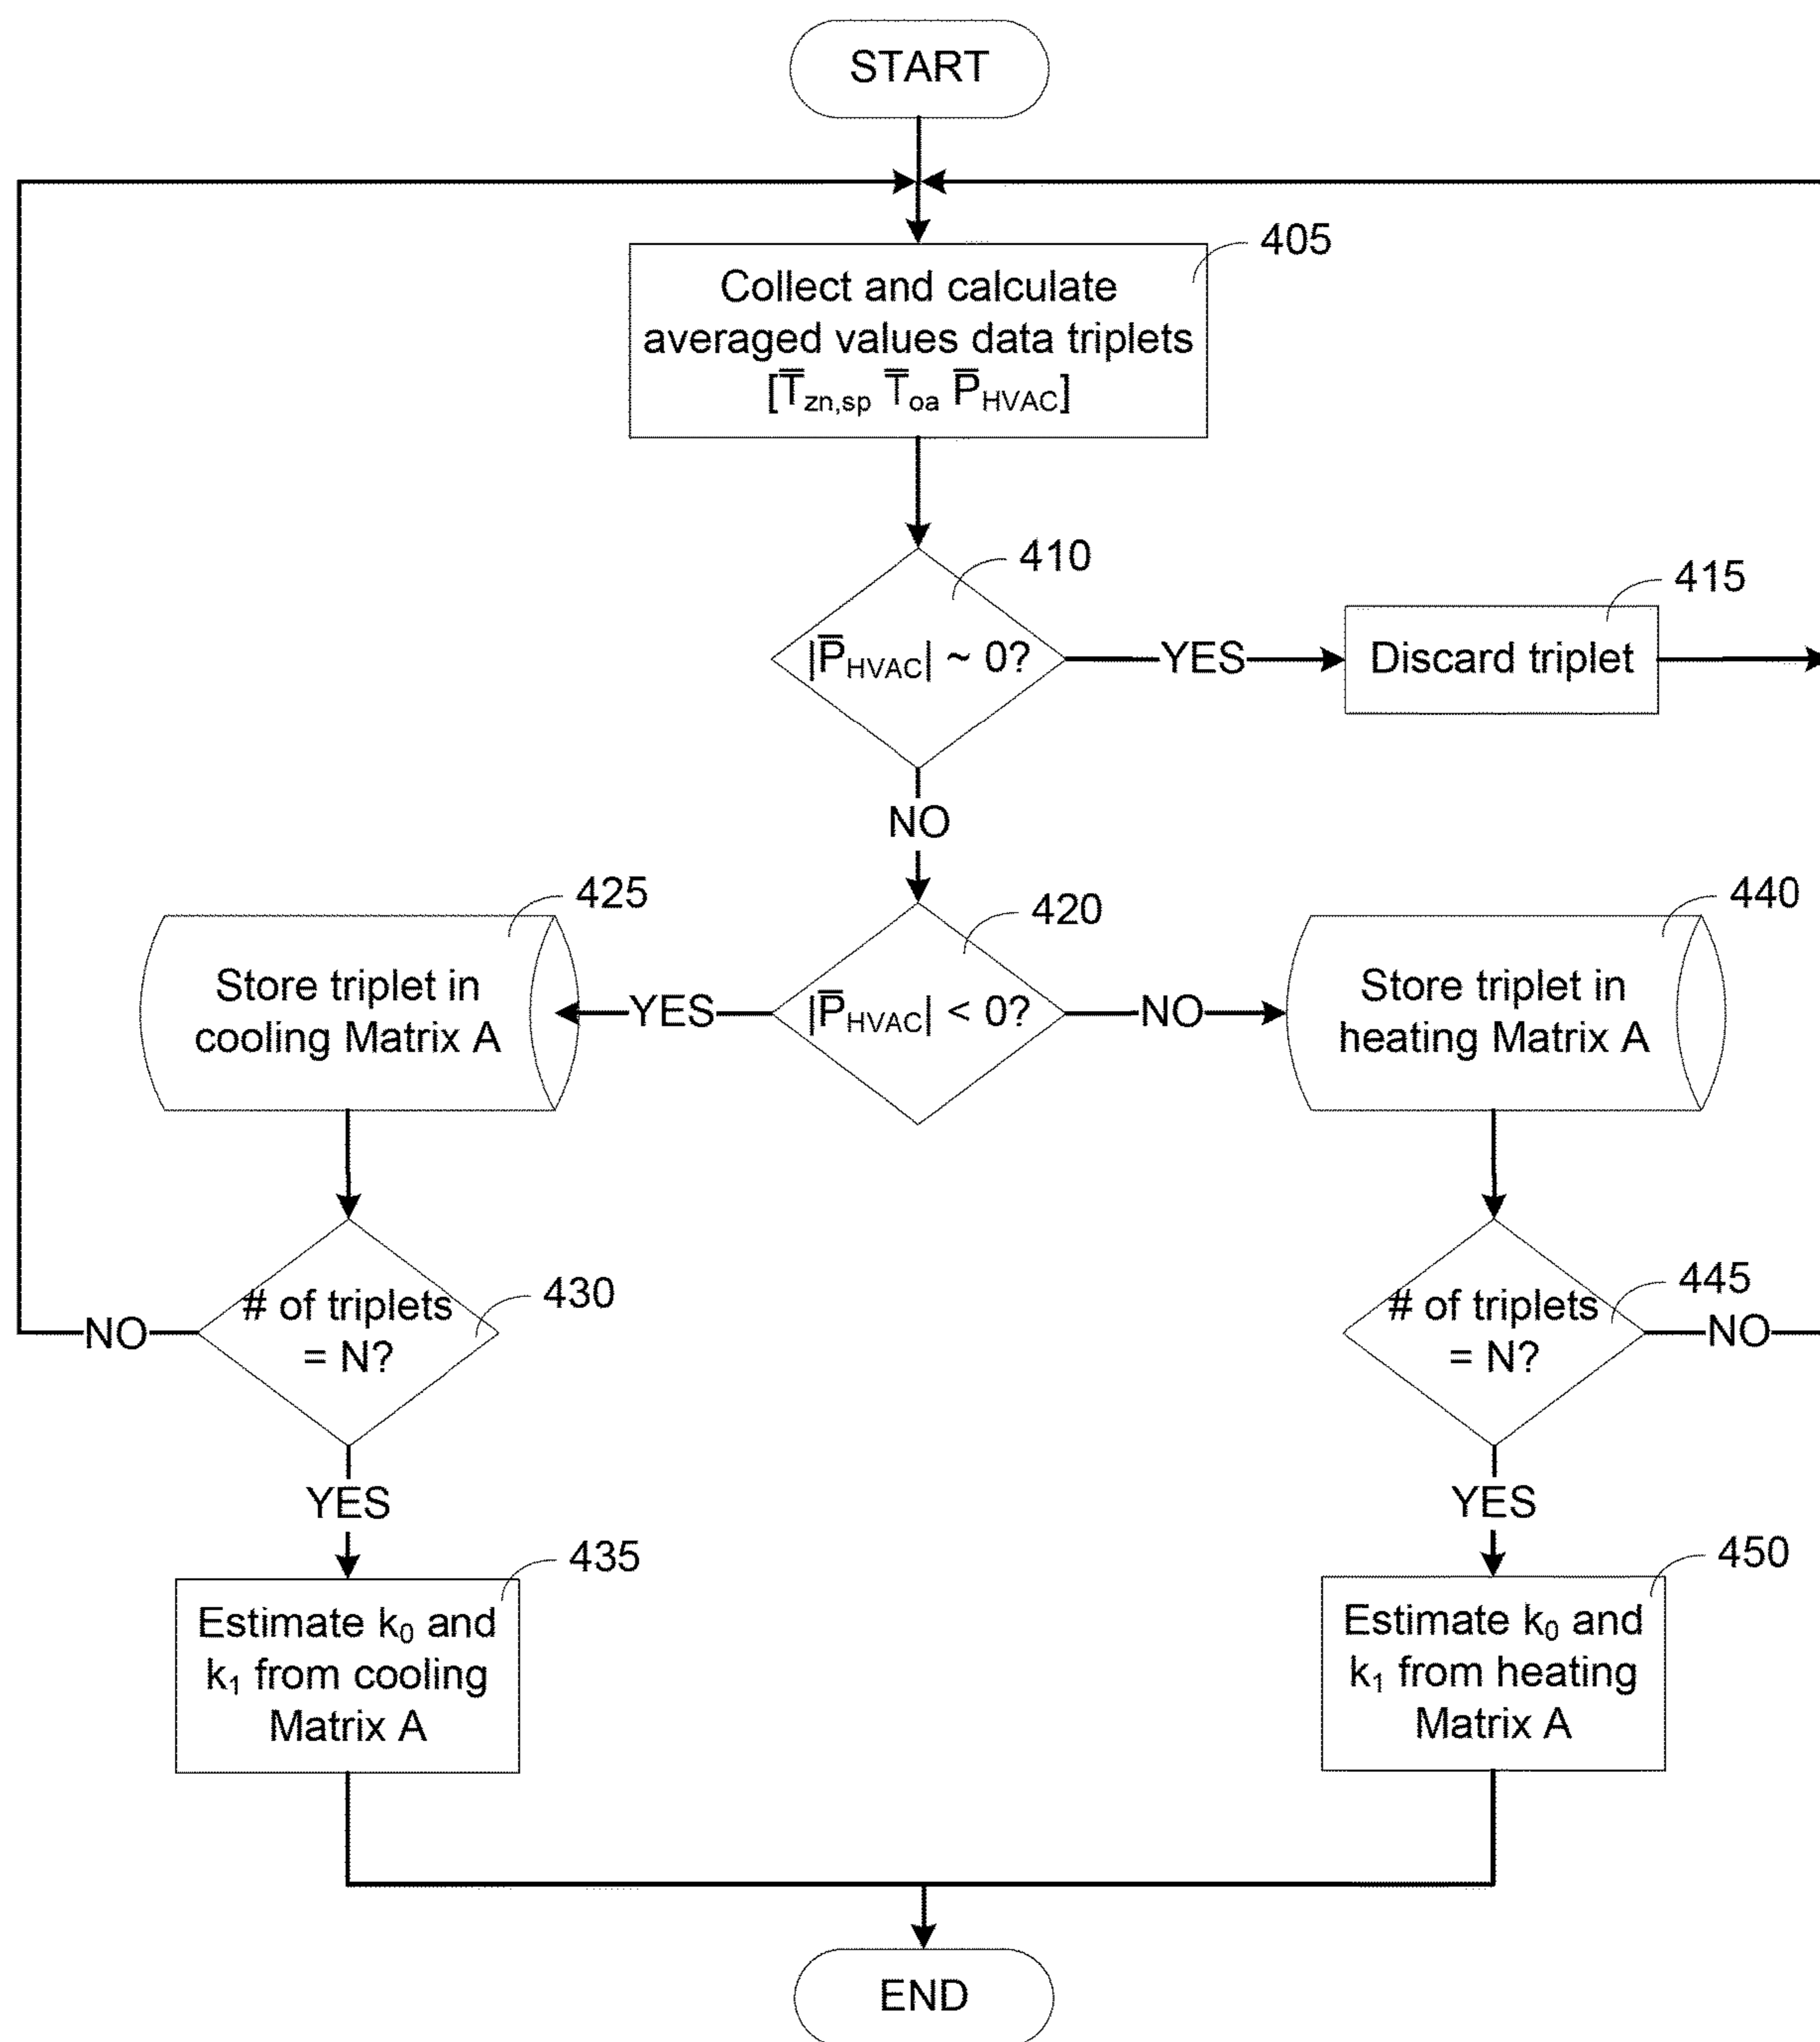 START
405
Collect and calculate
averaged values data triplets
[T̿zn,sp T̿oa P̿HVAC]
410
|P̿HVAC| ~ 0?
YES
415
Discard triplet
NO
425
Store triplet in
cooling Matrix A
YES
420
|P̿HVAC| < 0?
NO
440
Store triplet in
heating Matrix A
NO
# of triplets
= N?
430
# of triplets
= N?
445
NO
YES
YES
435
Estimate k₀ and
k₁ from cooling
Matrix A
450
Estimate k₀ and
k₁ from heating
Matrix A
END